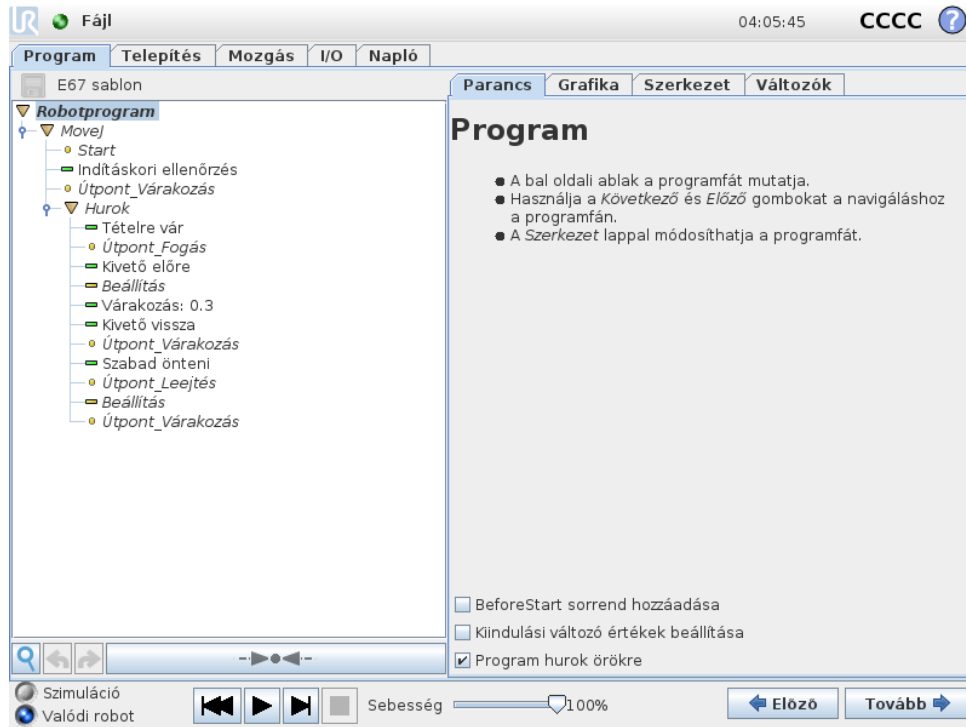 UR Fájl 04:05:45 CCCC ?
Program Telepítés Mozgás I/O Napló
E67 sablon
Robotprogram
MoveJ
Start
Indításkori ellenőrzés
Útpont_Várakozás
Hurok
Tételre vár
Útpont_Fogás
Kivető előre
Beállítás
Várakozás: 0.3
Kivető vissza
Útpont_Várakozás
Szabad önteni
Útpont_Leejtés
Beállítás
Útpont_Várakozás
Parancs Grafika Szerkezet Változók
Program
A bal oldali ablak a programfát mutatja.
Használja a Következő és Előző gombokat a navigáláshoz
a programfán.
A Szerkezet lappal módosíthatja a programfát.
BeforeStart sorrend hozzáadása
Kiindulási változó értékek beállítása
Program hurok örökre
Szimuláció
Valódi robot
Sebesség 100%
Előző Tovább